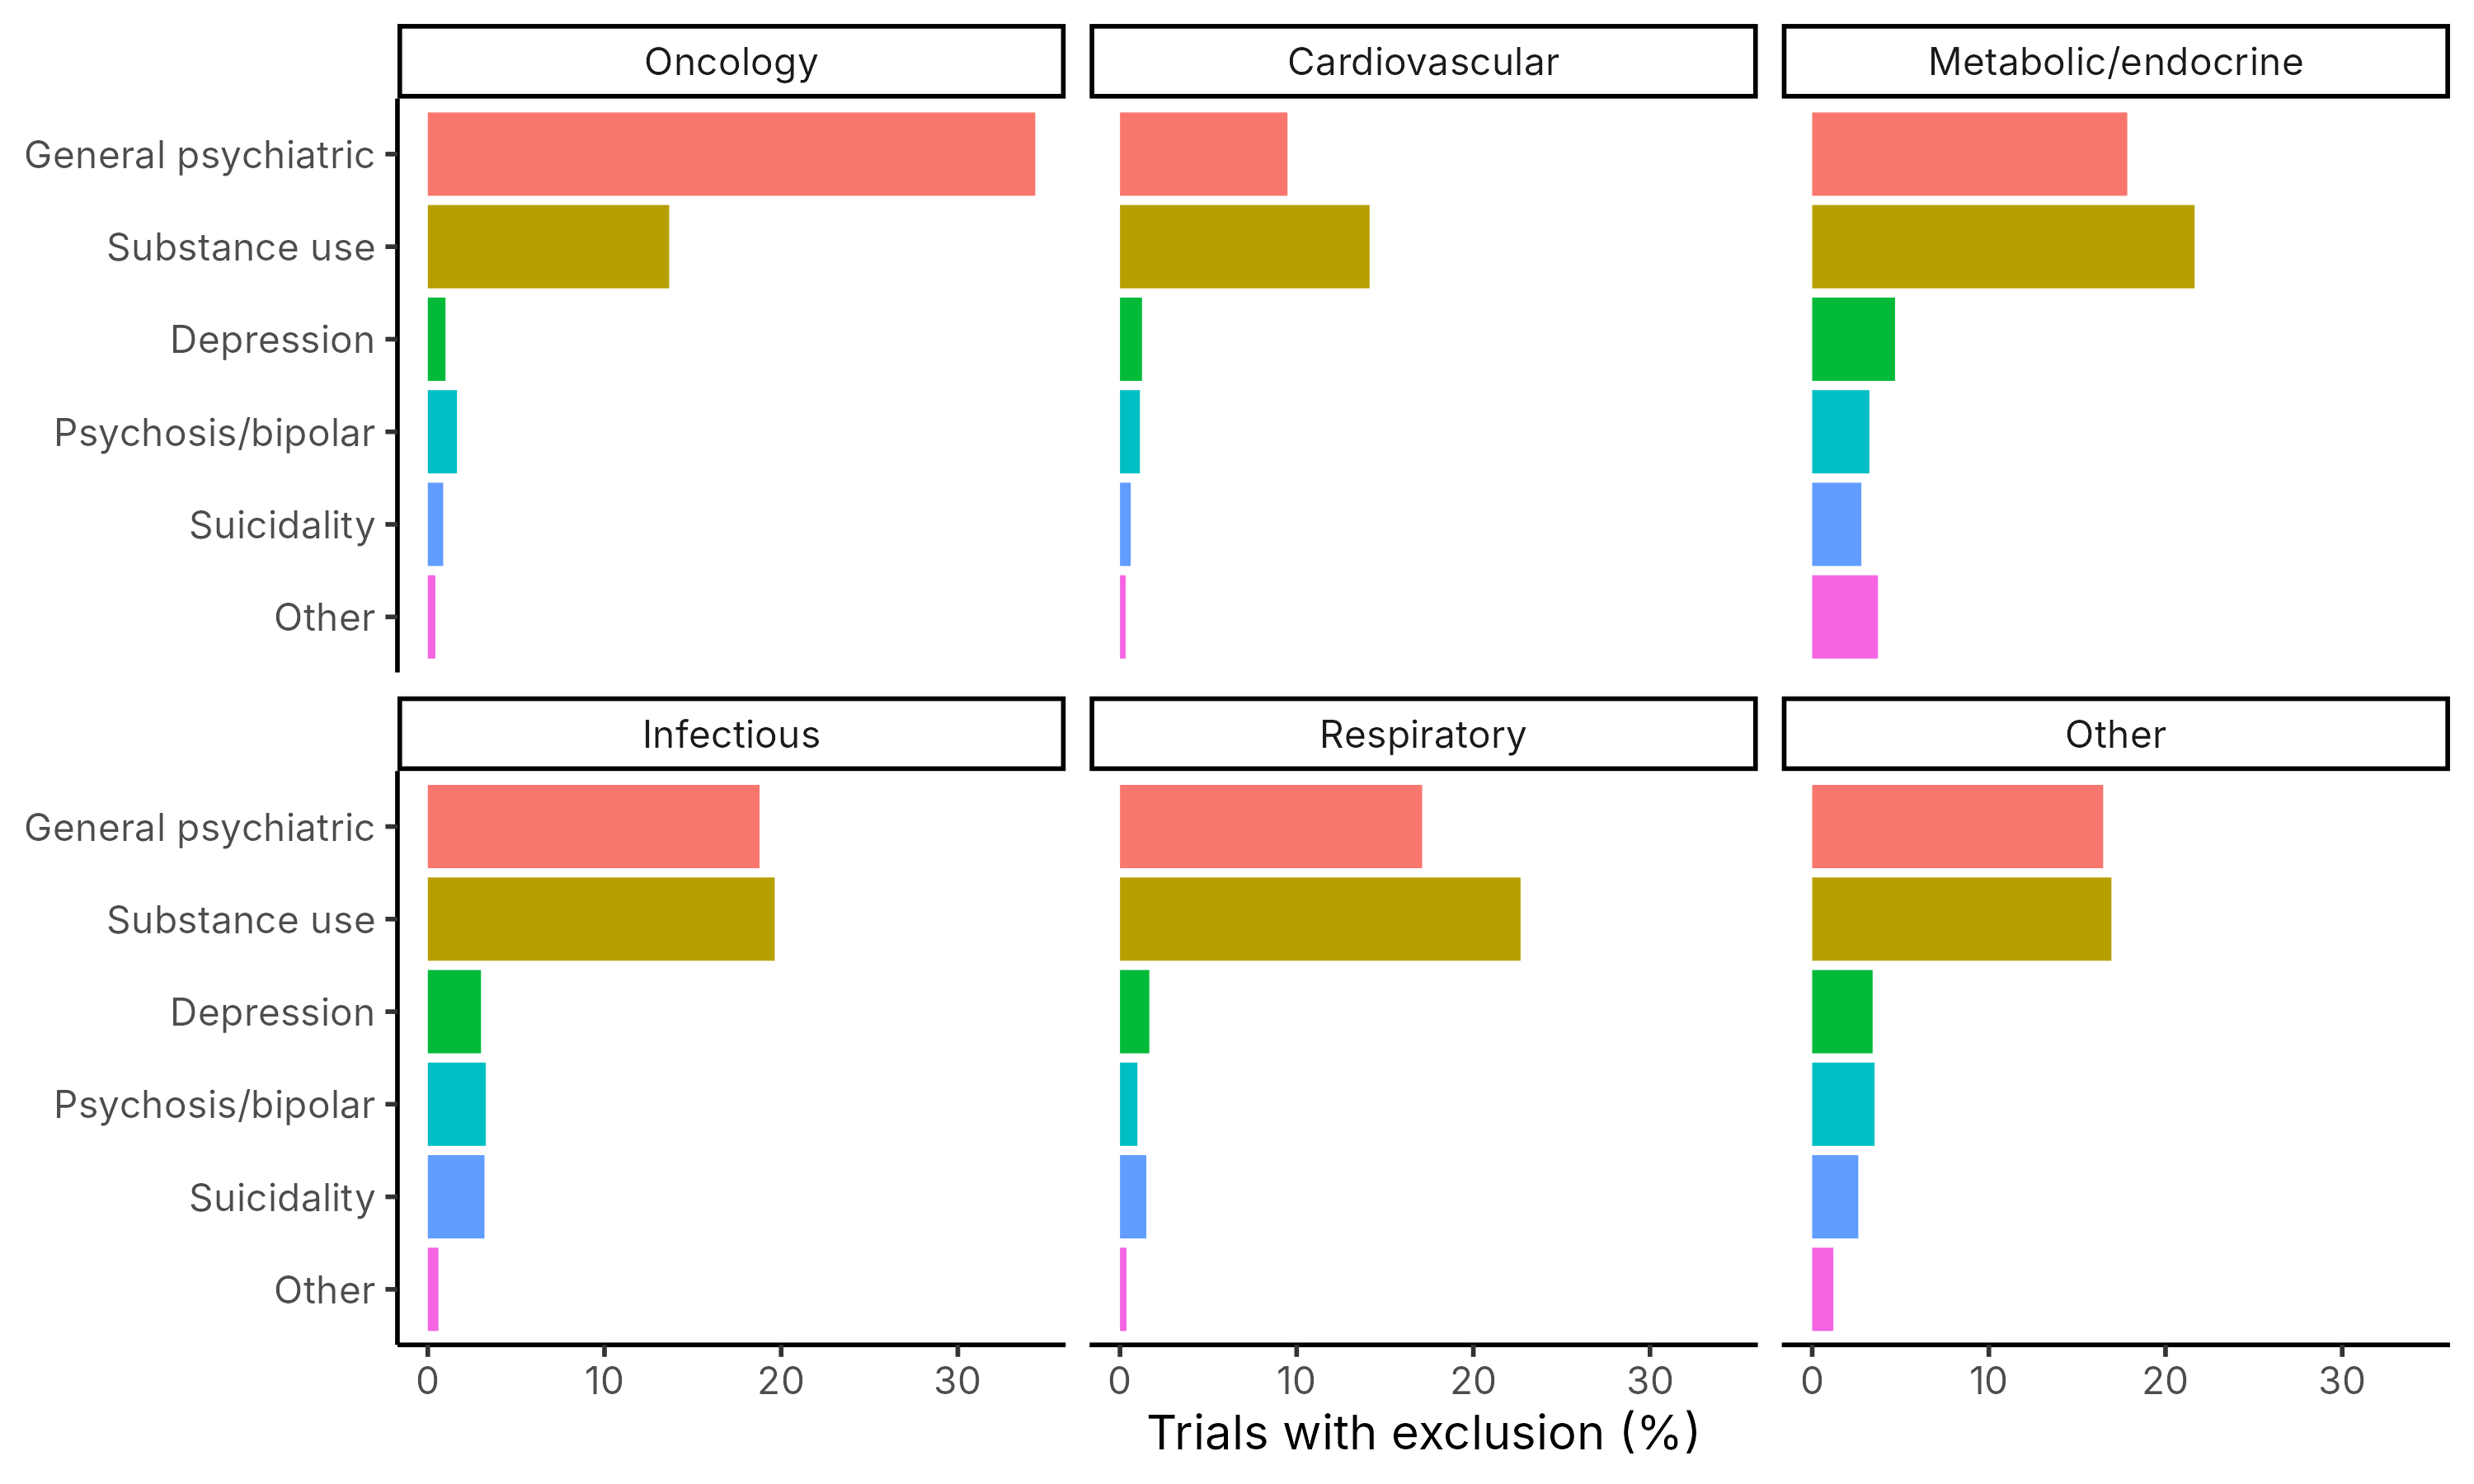 Oncology
Cardiovascular
Metabolic/endocrine
General psychiatric
Substance use
Depression
Psychosis/bipolar
Suicidality
Other
Infectious
Respiratory
Other
General psychiatric
Substance use
Depression
Psychosis/bipolar
Suicidality
Other
0 10 20 30
0 10 20 30
0 10 20 30
Trials with exclusion (%)